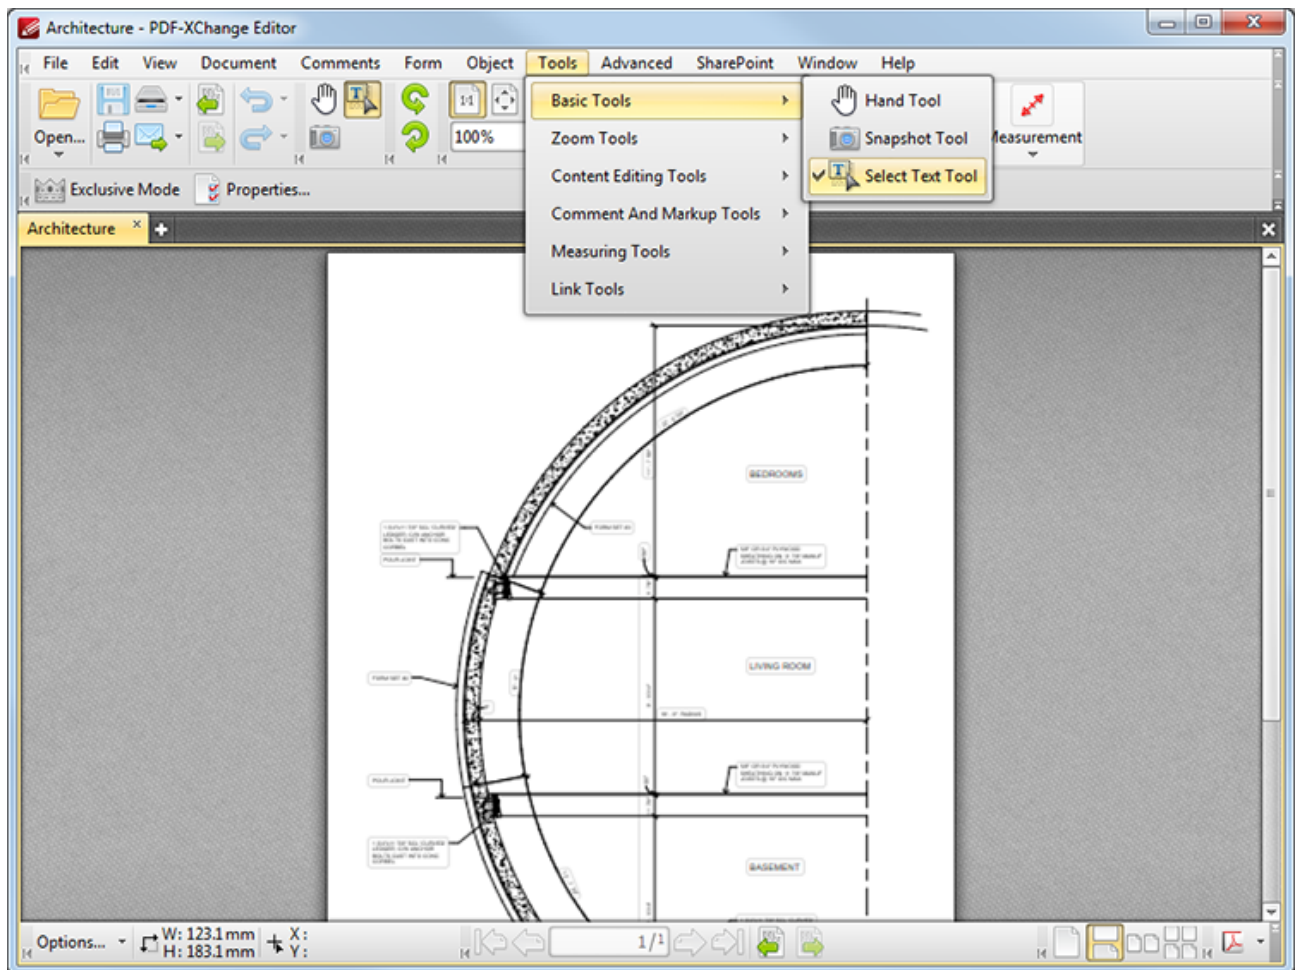 Architecture - PDF-XChange Editor
File Edit View Document Comments Form Object Tools Advanced SharePoint Window Help
Open...
100%
Measurement
Basic Tools
Zoom Tools
Content Editing Tools
Comment And Markup Tools
Measuring Tools
Link Tools
Hand Tool
Snapshot Tool
Select Text Tool
Exclusive Mode Properties...
Architecture
BEDROOMS
LIVING ROOM
BASEMENT
Options...
W: 123.1 mm
H: 183.1 mm
X:
Y:
1/1